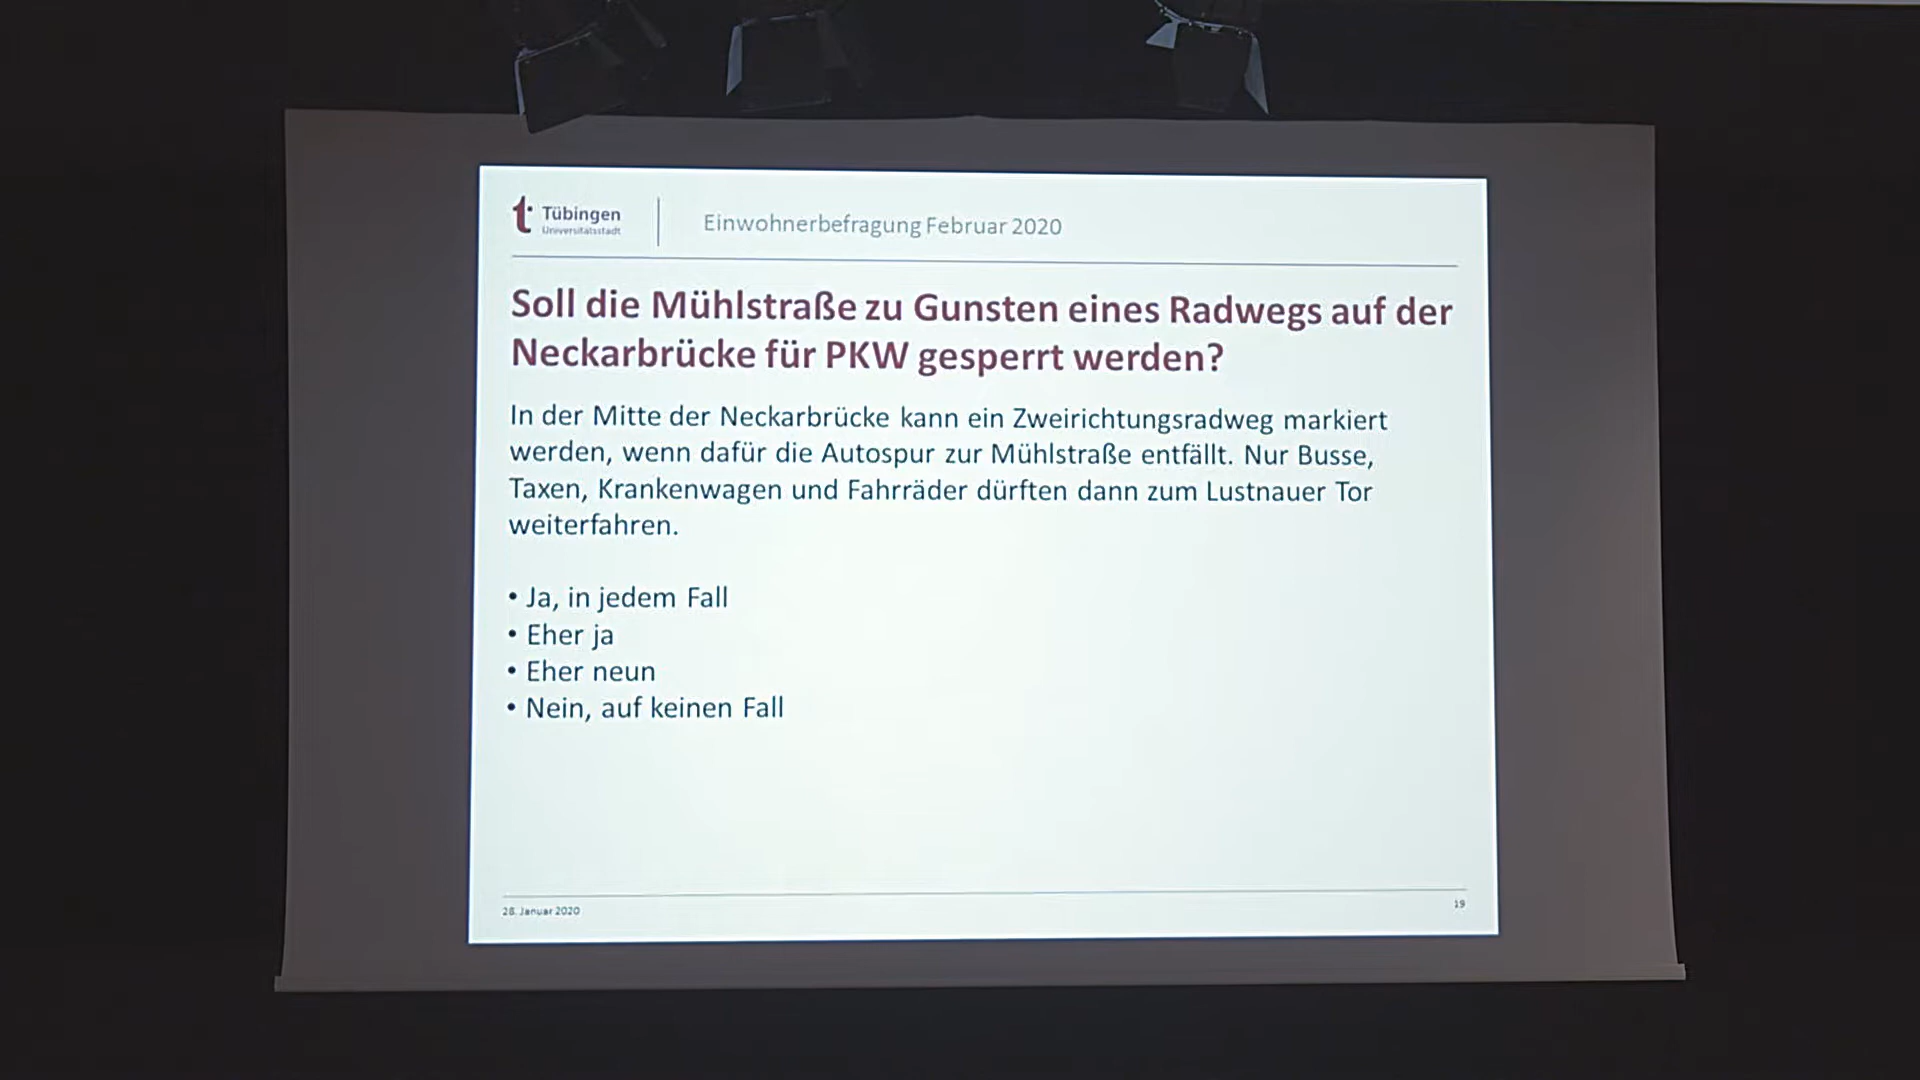 Tübingen
Universitätsstadt
Einwohnerbefragung Februar 2020
Soll die Mühlstraße zu Gunsten eines Radwegs auf der
Neckarbrücke für PKW gesperrt werden?
In der Mitte der Neckarbrücke kann ein Zweirichtungsradweg markiert
werden, wenn dafür die Autospur zur Mühlstraße entfällt. Nur Busse,
Taxen, Krankenwagen und Fahrräder dürften dann zum Lustnauer Tor
weiterfahren.
• Ja, in jedem Fall
• Eher ja
• Eher neun
• Nein, auf keinen Fall
28. Januar 2020
19